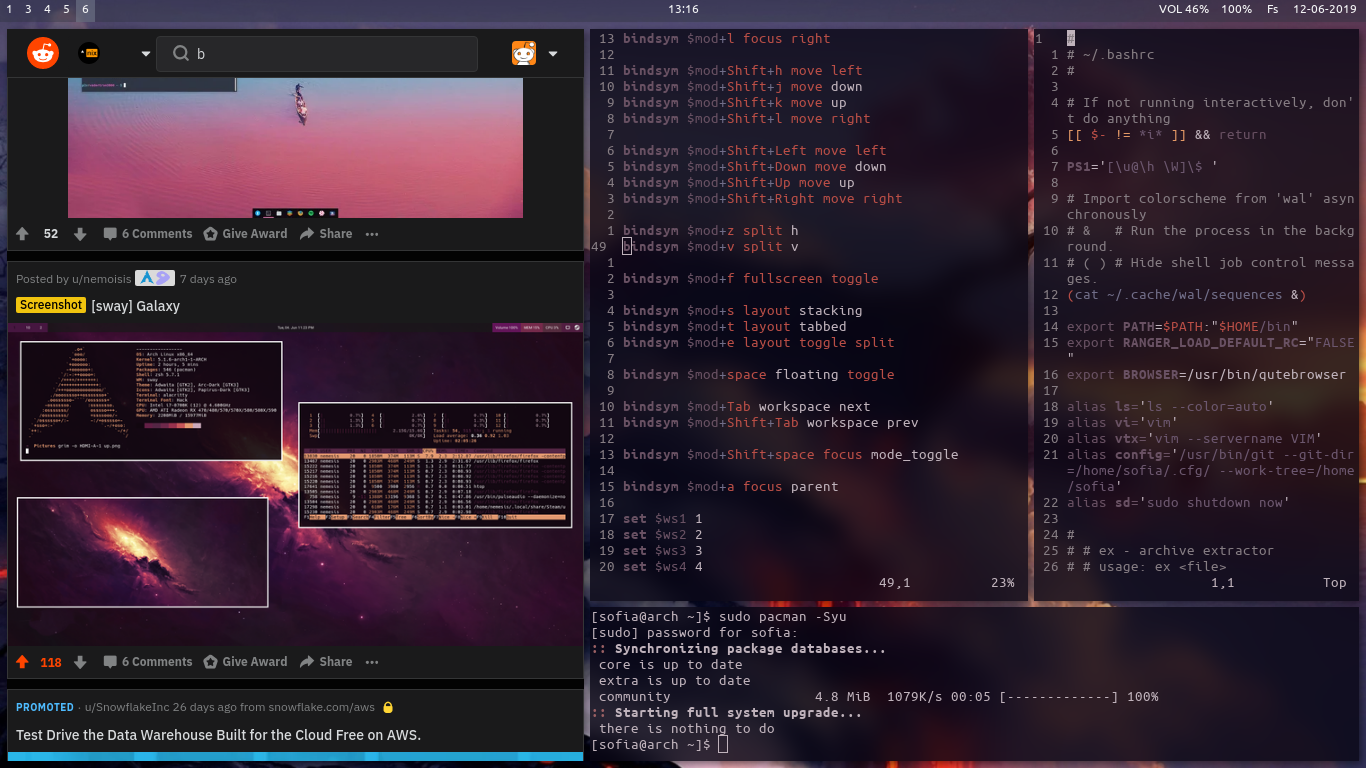 1 3 4 5 6
13:16
VOL 46% 100% Fs 12-06-2019
nix
b
52 6 Comments Give Award Share
Posted by u/nemoisis 7 days ago
Screenshot [sway] Galaxy
118 6 Comments Give Award Share
PROMOTED · u/SnowflakeInc 26 days ago from snowflake.com/aws
Test Drive the Data Warehouse Built for the Cloud Free on AWS.
13 bindsym $mod+l focus right
12
11 bindsym $mod+Shift+h move left
10 bindsym $mod+Shift+j move down
9 bindsym $mod+Shift+k move up
8 bindsym $mod+Shift+l move right
7
6 bindsym $mod+Shift+Left move left
5 bindsym $mod+Shift+Down move down
4 bindsym $mod+Shift+Up move up
3 bindsym $mod+Shift+Right move right
2
1 bindsym $mod+z split h
49 bindsym $mod+v split v
1
2 bindsym $mod+f fullscreen toggle
3
4 bindsym $mod+s layout stacking
5 bindsym $mod+t layout tabbed
6 bindsym $mod+e layout toggle split
7
8 bindsym $mod+space floating toggle
9
10 bindsym $mod+Tab workspace next
11 bindsym $mod+Shift+Tab workspace prev
12
13 bindsym $mod+Shift+space focus mode_toggle
14
15 bindsym $mod+a focus parent
16
17 set $ws1 1
18 set $ws2 2
19 set $ws3 3
20 set $ws4 4
49,1 23%
1 #
1 # ~/.bashrc
2 #
3
4 # If not running interactively, don'
t do anything
5 [[ $- != *i* ]] && return
6
7 PS1='[\u@\h \W]\$ '
8
9 # Import colorscheme from 'wal' asyn
chronously
10 # & # Run the process in the backg
round.
11 # ( ) # Hide shell job control messa
ges.
12 (cat ~/.cache/wal/sequences &)
13
14 export PATH=$PATH:"$HOME/bin"
15 export RANGER_LOAD_DEFAULT_RC="FALSE
"
16 export BROWSER=/usr/bin/qutebrowser
17
18 alias ls='ls --color=auto'
19 alias vi='vim'
20 alias vtx='vim --servername VIM'
21 alias config='/usr/bin/git --git-dir
=/home/sofia/.cfg/ --work-tree=/home
/sofia'
22 alias sd='sudo shutdown now'
23
24 #
25 # # ex - archive extractor
26 # # usage: ex <file>
1,1 Top
[sofia@arch ~]$ sudo pacman -Syu
[sudo] password for sofia:
:: Synchronizing package databases...
core is up to date
extra is up to date
community 4.8 MiB 1079K/s 00:05 [-------------] 100%
:: Starting full system upgrade...
there is nothing to do
[sofia@arch ~]$